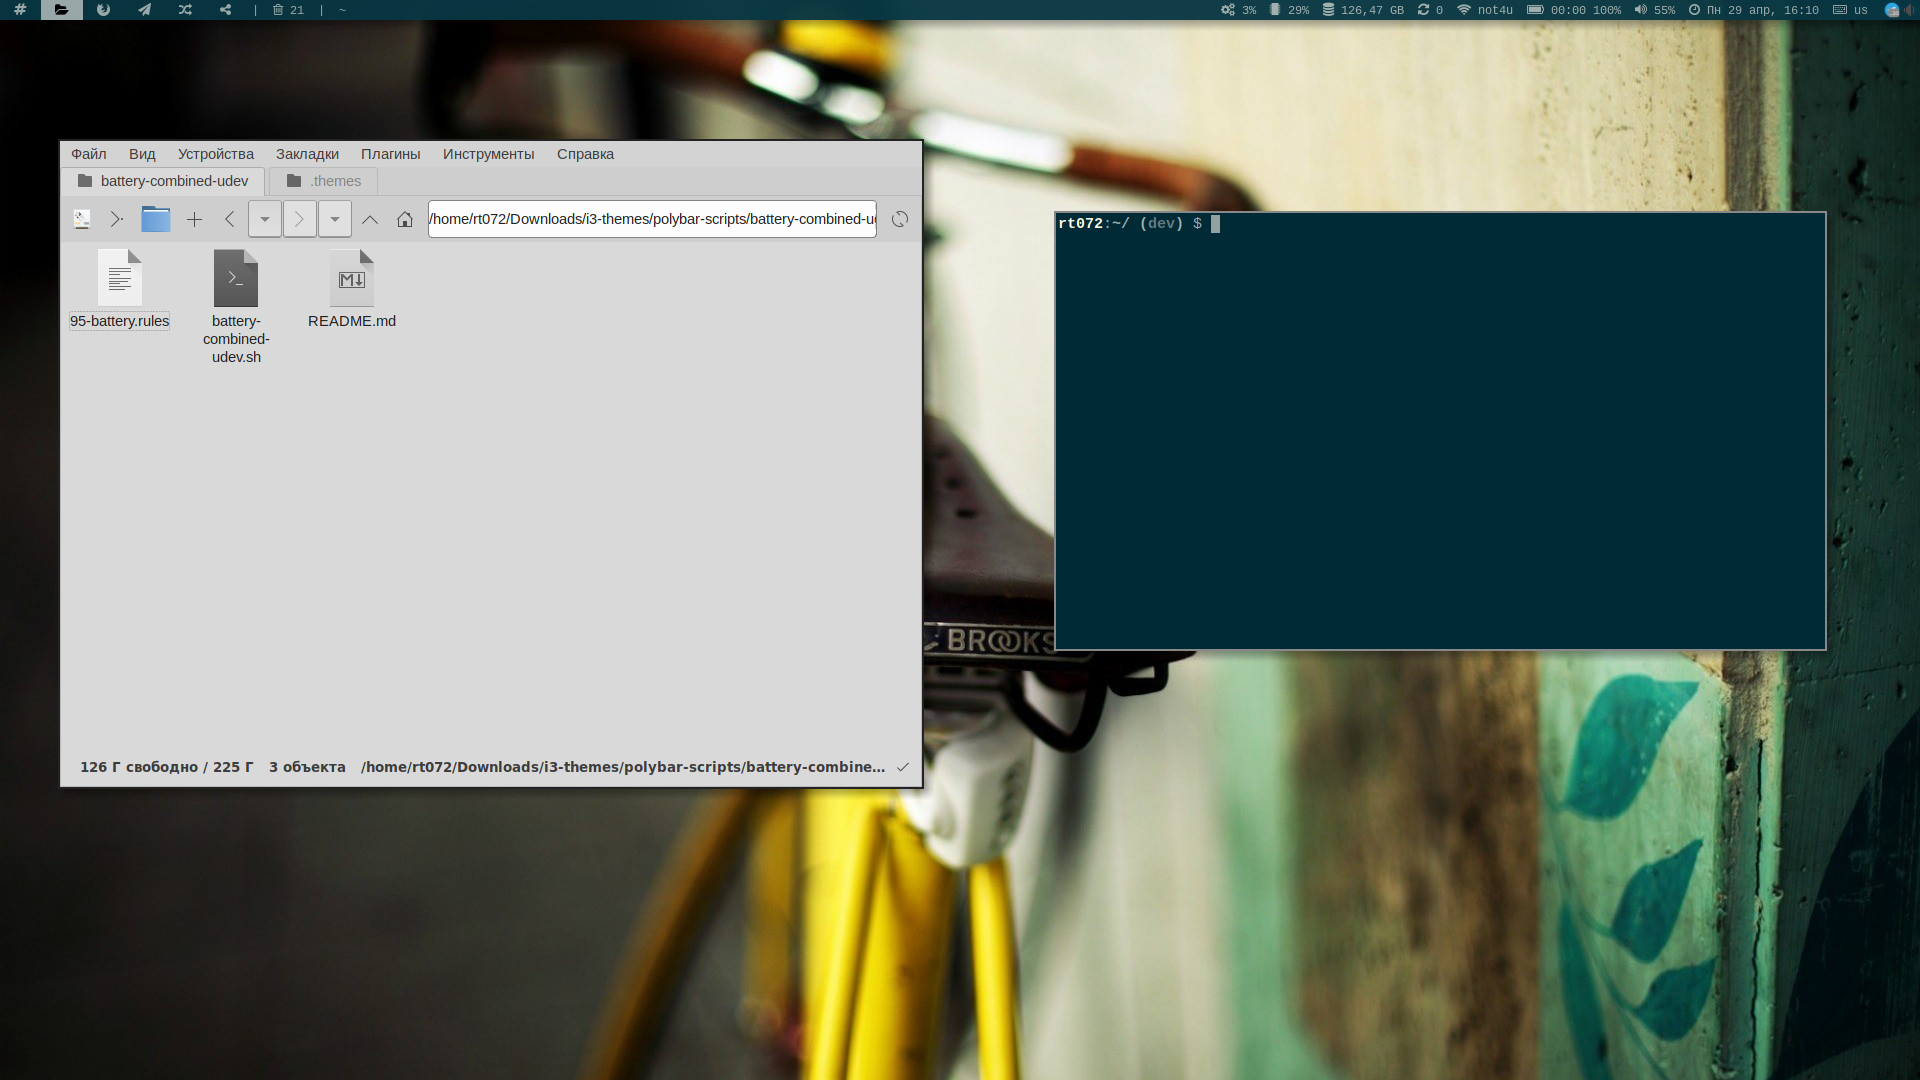 | 21 | ~ 3% 29% 126,47 GB 0 not4u 00:00 100% 55% Пн 29 апр, 16:10 us
Файл Вид Устройства Закладки Плагины Инструменты Справка
battery-combined-udev .themes
/home/rt072/Downloads/i3-themes/polybar-scripts/battery-combined-u
95-battery.rules
battery-
combined-
udev.sh
README.md
126 Г свободно / 225 Г 3 объекта /home/rt072/Downloads/i3-themes/polybar-scripts/battery-combine...
rt072:~/ (dev) $
BROOKS